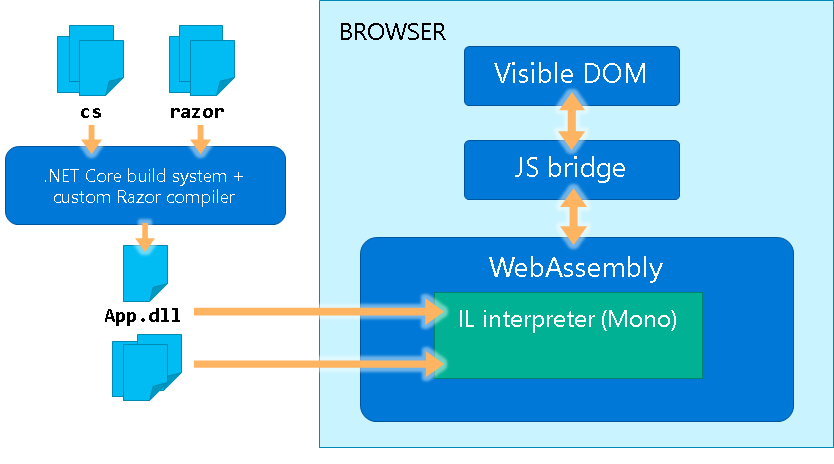 BROWSER
Visible DOM
cs
razor
JS bridge
.NET Core build system +
custom Razor compiler
WebAssembly
App.dll
IL interpreter (Mono)